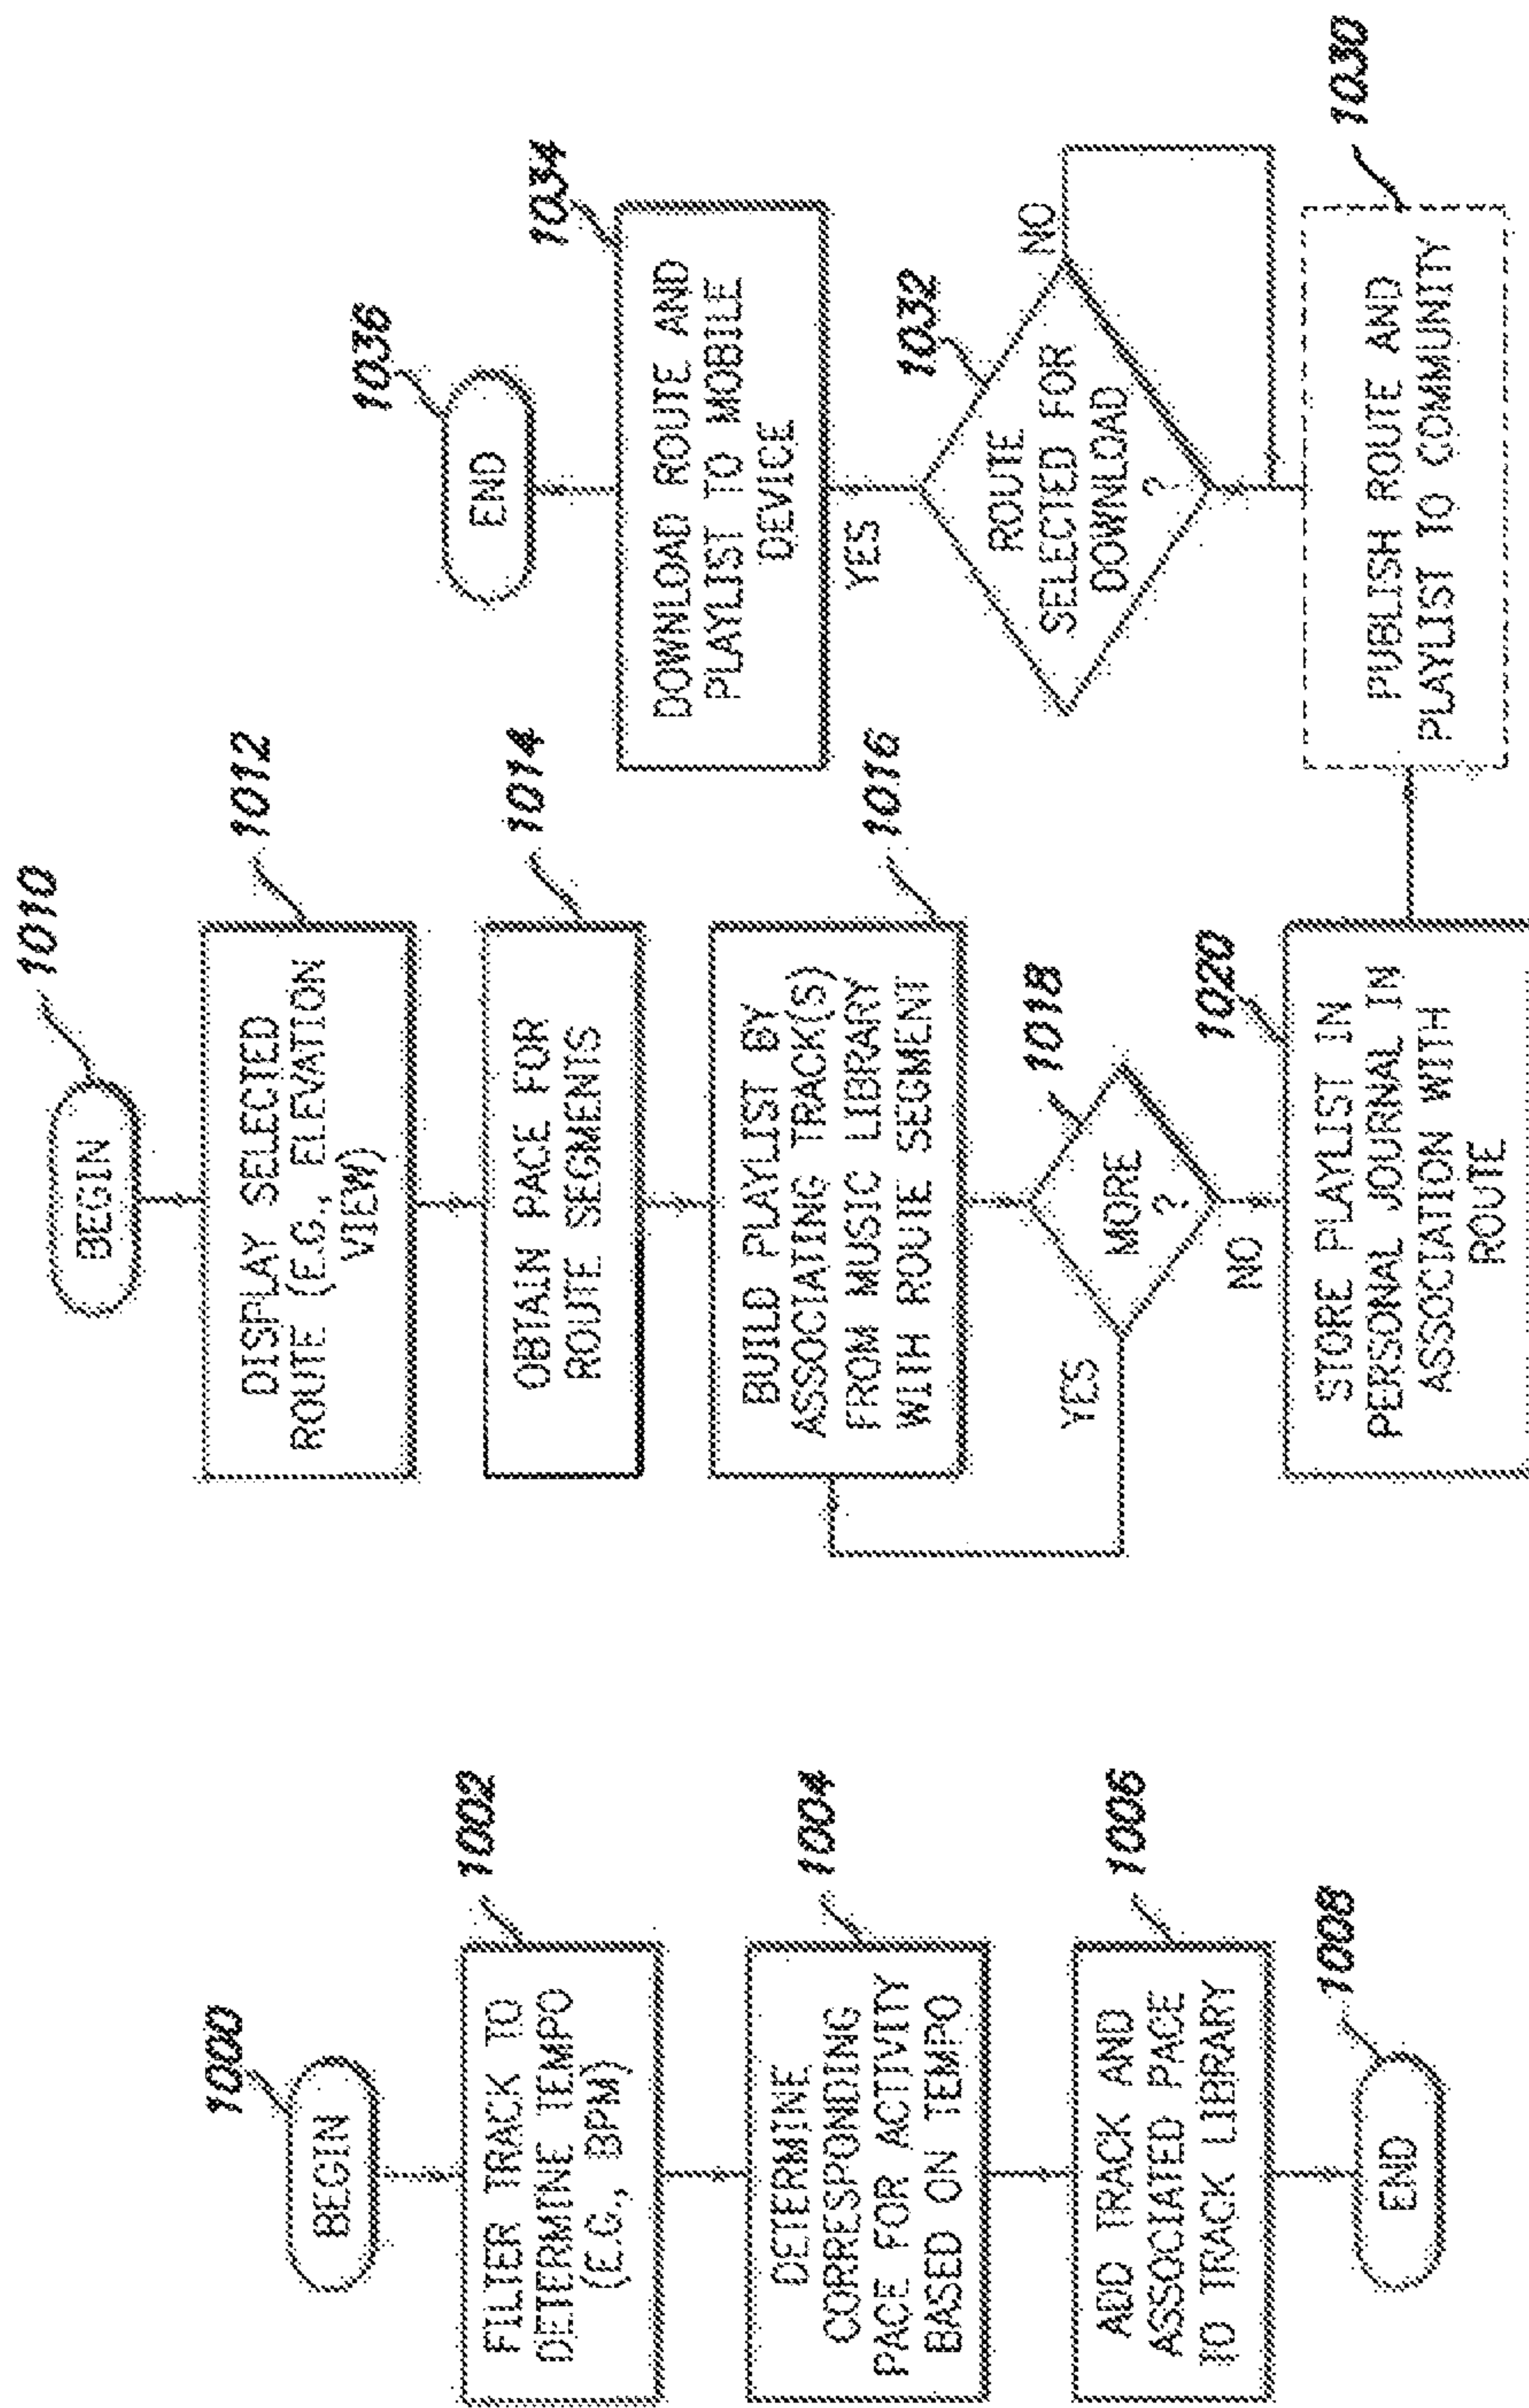 1000
BEGIN
1002
FILTER TRACK TO
DETERMINE TEMPO
(E.G., BPM)
1004
DETERMINE
CORRESPONDING
PACE FOR ACTIVITY
BASED ON TEMPO
1006
ADD TRACK AND
ASSOCIATED PACE
TO TRACK LIBRARY
1008
END
1010
BEGIN
1012
DISPLAY SELECTED
ROUTE (E.G., ELEVATION
VIEW)
1014
OBTAIN PACE FOR
ROUTE SEGMENTS
1016
BUILD PLAYLIST BY
ASSOCIATING TRACK(S)
FROM MUSIC LIBRARY
WITH ROUTE SEGMENT
1018
MORE
?
YES
NO
1020
STORE PLAYLIST IN
PERSONAL JOURNAL IN
ASSOCIATION WITH
ROUTE
1036
END
1034
DOWNLOAD ROUTE AND
PLAYLIST TO MOBILE
DEVICE
YES
1032
NO
ROUTE
SELECTED FOR
DOWNLOAD
?
1030
PUBLISH ROUTE AND
PLAYLIST TO COMMUNITY